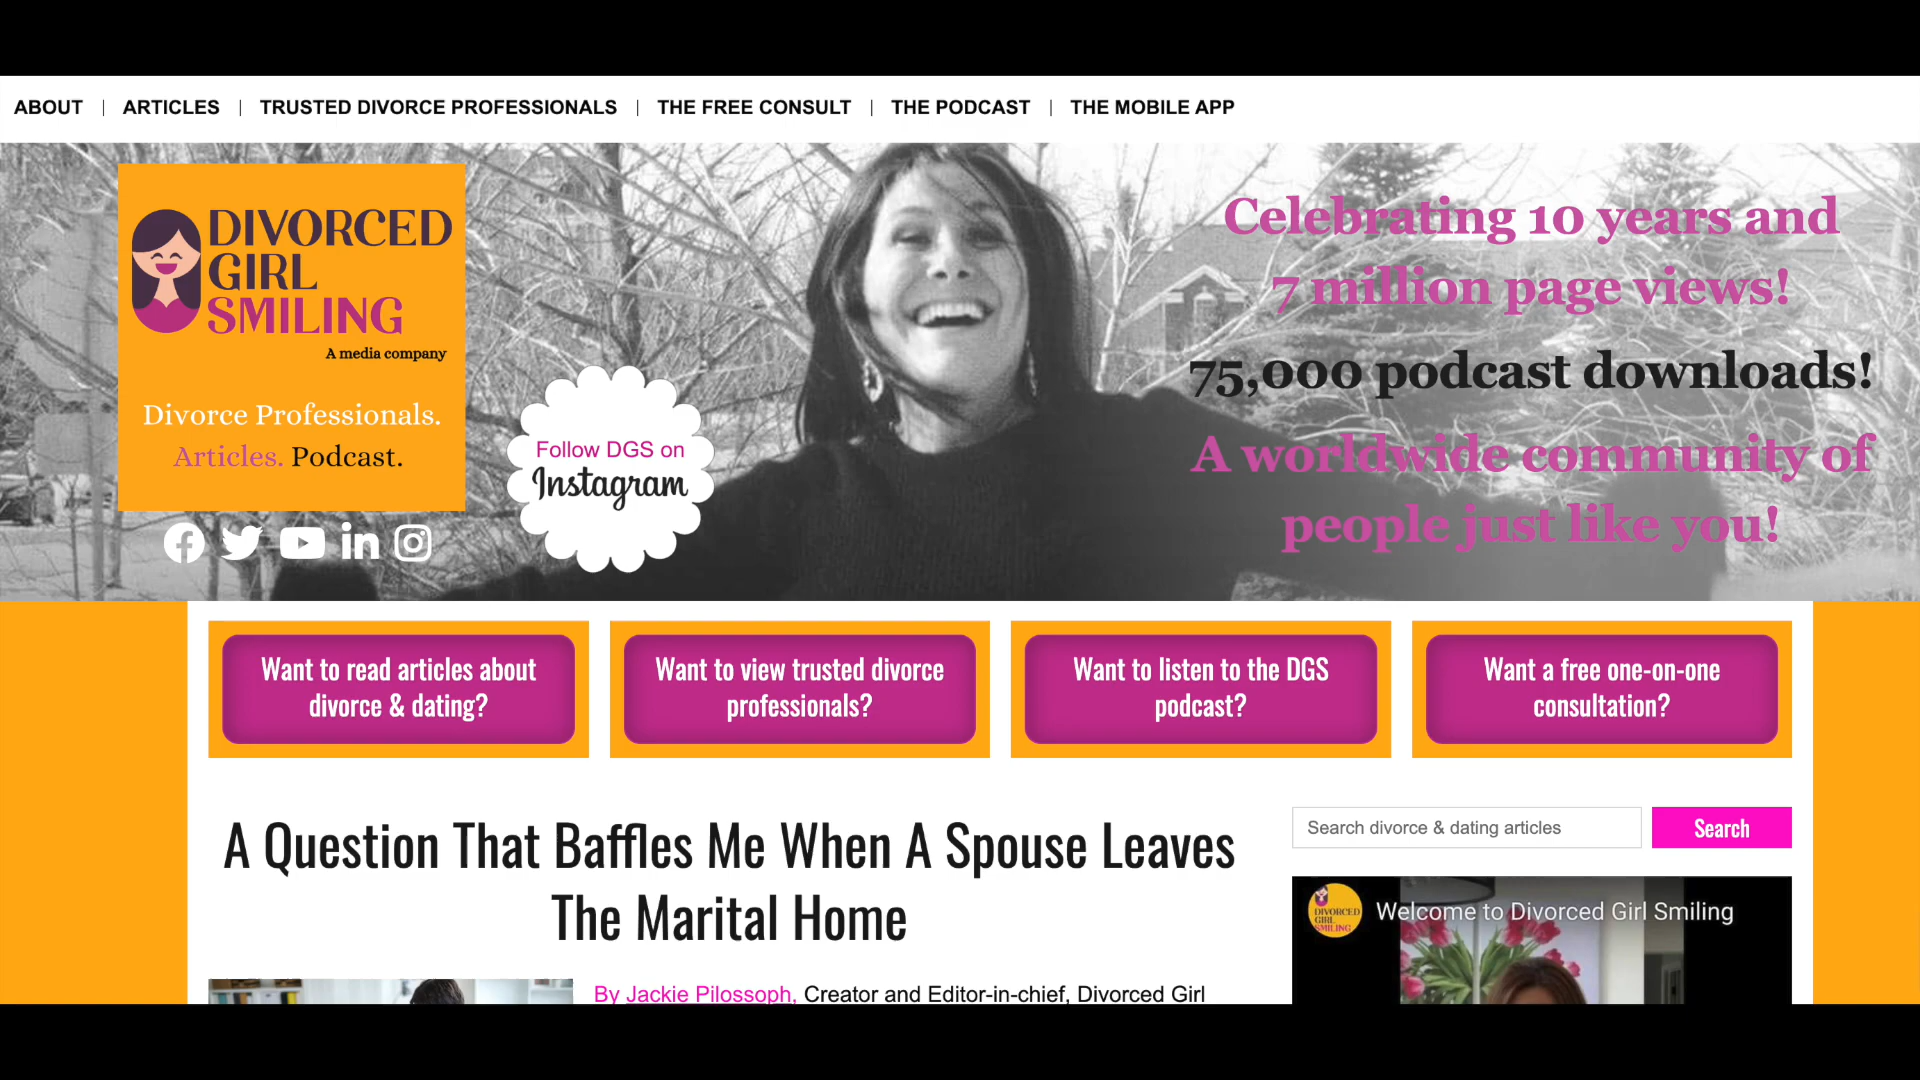 ABOUT | ARTICLES | TRUSTED DIVORCE PROFESSIONALS | THE FREE CONSULT | THE PODCAST | THE MOBILE APP
DIVORCED
GIRL
SMILING
A media company
Divorce Professionals.
Articles. Podcast.
Follow DGS on
Instagram
Celebrating 10 years and
7 million page views!
75,000 podcast downloads!
A worldwide community of
people just like you!
Want to read articles about
divorce & dating?
Want to view trusted divorce
professionals?
Want to listen to the DGS
podcast?
Want a free one-on-one
consultation?
A Question That Baffles Me When A Spouse Leaves
The Marital Home
By Jackie Pilossoph, Creator and Editor-in-chief, Divorced Girl
Search divorce & dating articles
Search
DIVORCED
GIRL
SMILING
Welcome to Divorced Girl Smiling